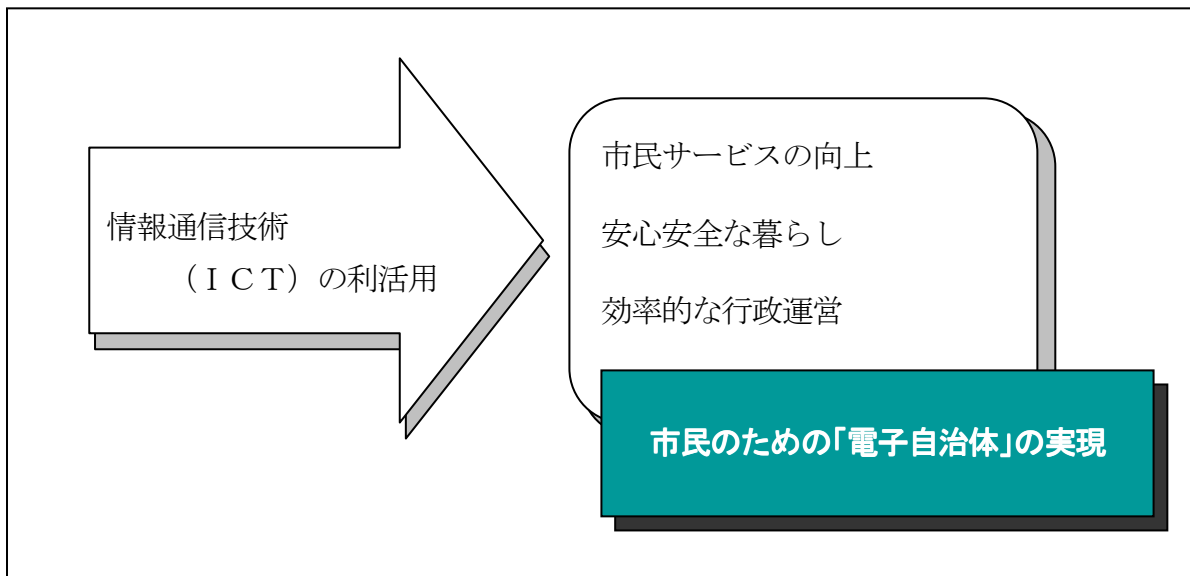 情報通信技術
（ＩＣＴ）の利活用
市民サービスの向上
安心安全な暮らし
効率的な行政運営
市民のための｢電子自治体｣の実現